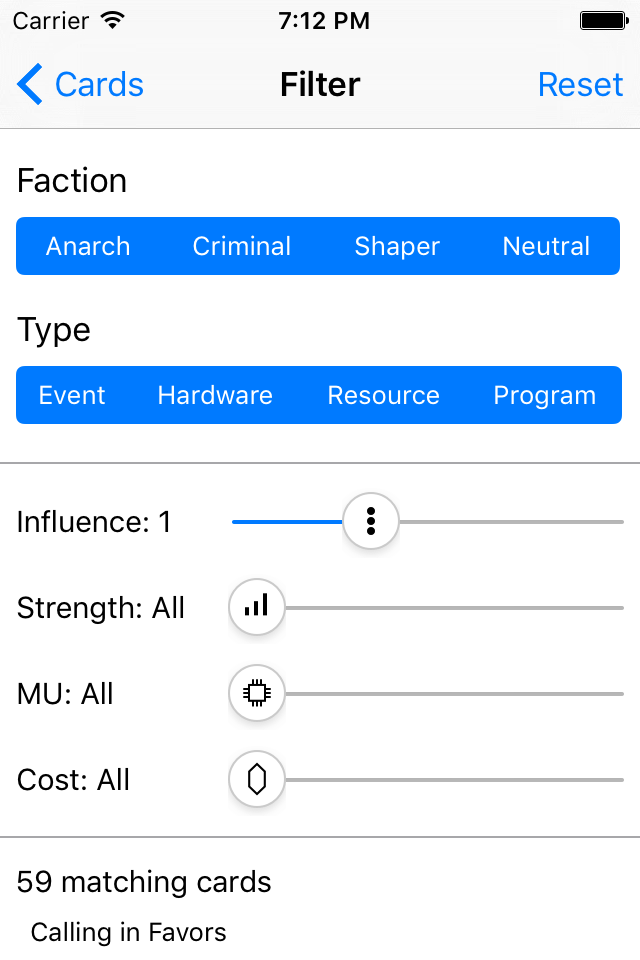 Carrier 7:12 PM
Cards Filter Reset
Faction
Anarch Criminal Shaper Neutral
Type
Event Hardware Resource Program
Influence: 1
Strength: All
MU: All
Cost: All
59 matching cards
Calling in Favors